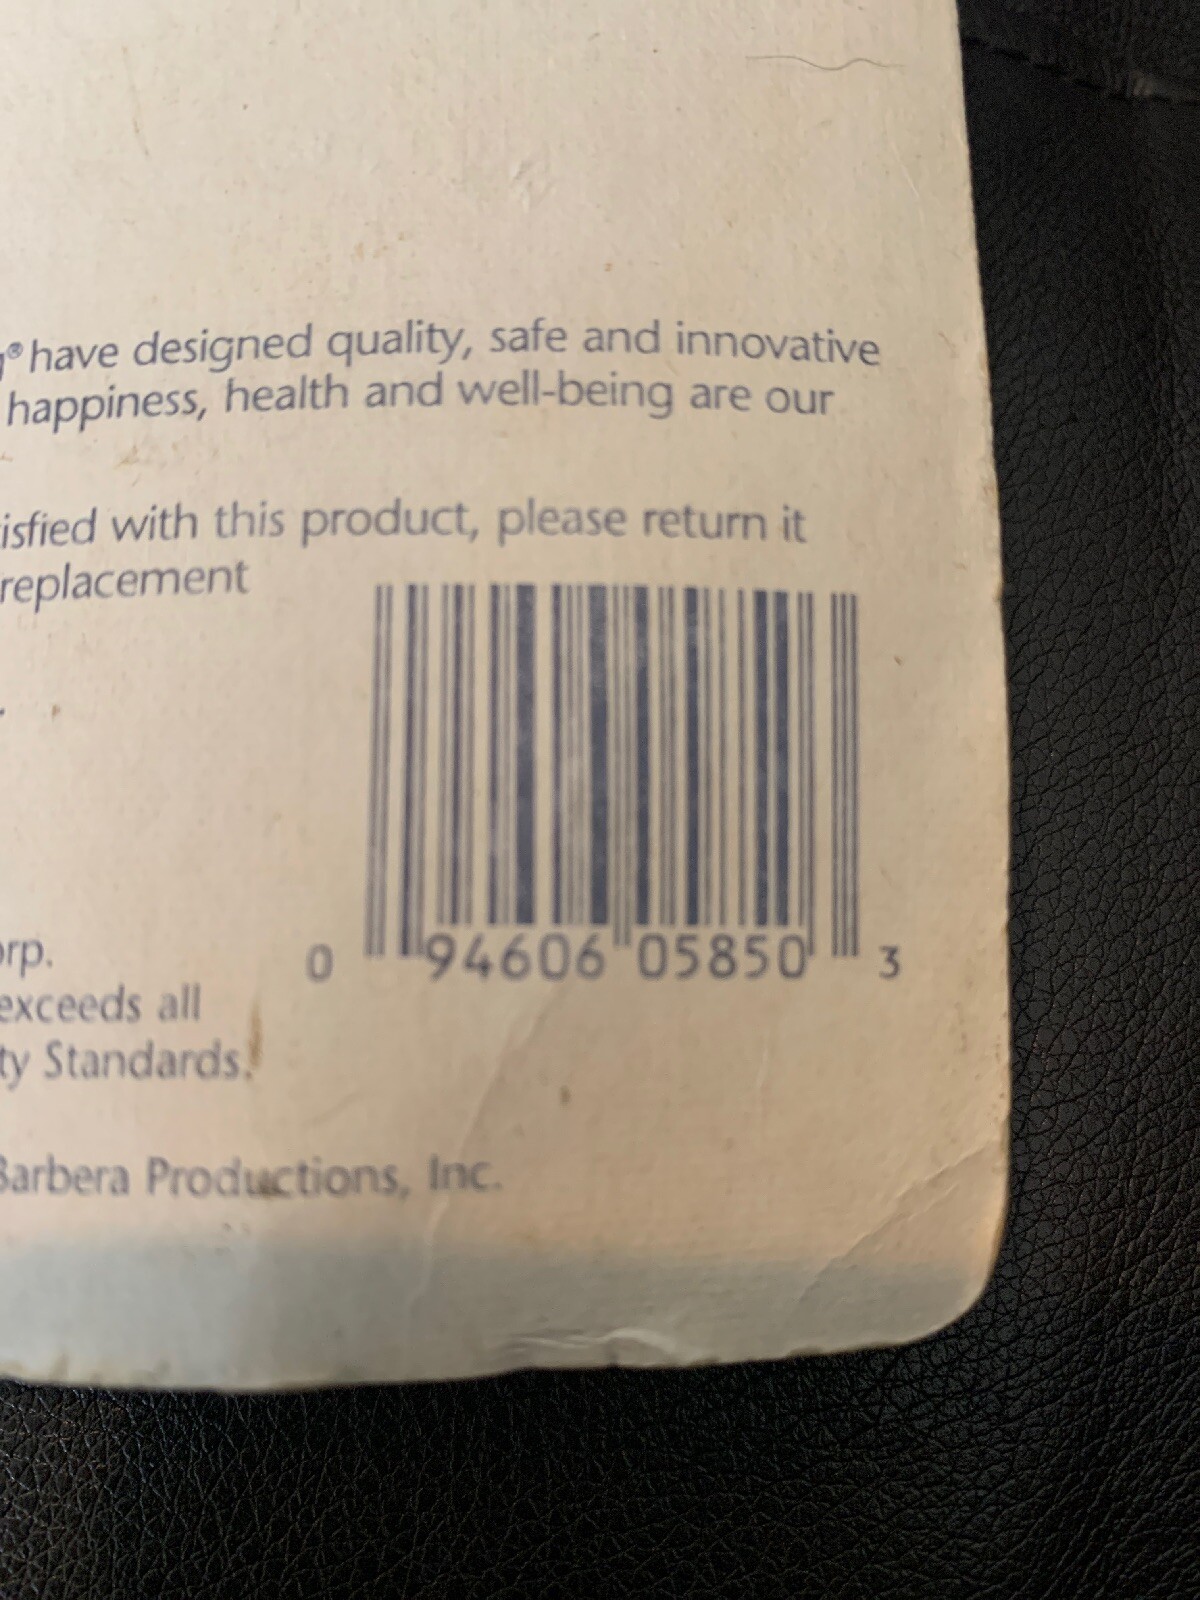 ® have designed quality, safe and innovative
happiness, health and well-being are our
isfied with this product, please return it
replacement
orp.
exceeds all
ty Standards.
0 94606 05850 3
Barbera Productions, Inc.